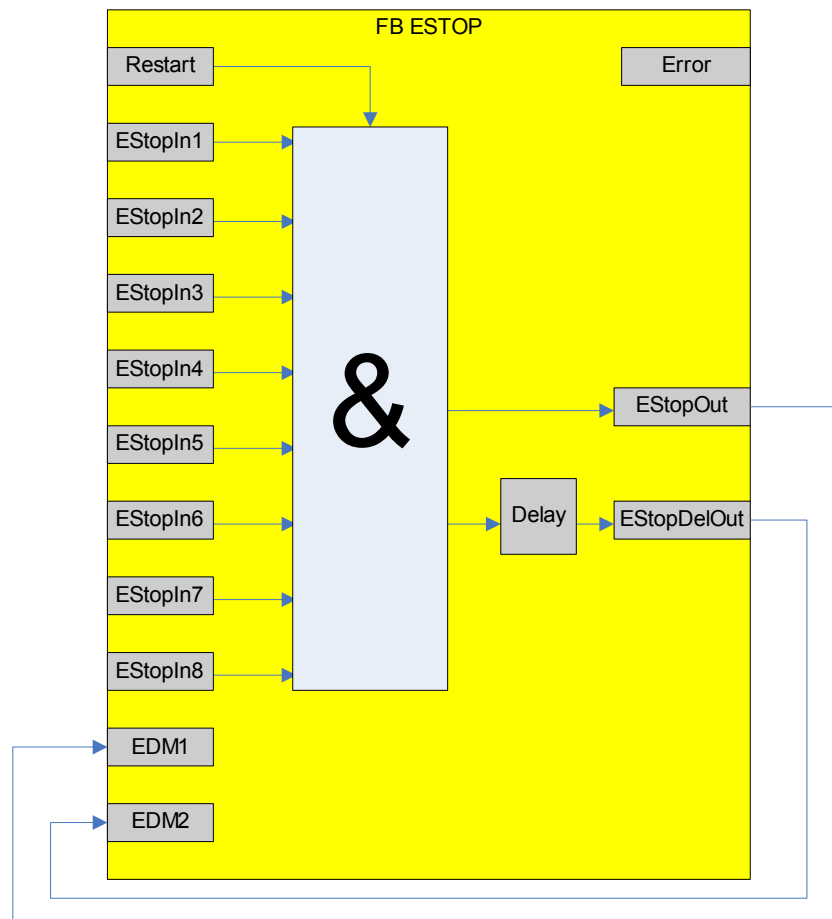 FB ESTOP
Restart
Error
EStopIn1
EStopIn2
EStopIn3
EStopIn4
&
EStopOut
EStopIn5
EStopIn6
Delay
EStopDelOut
EStopIn7
EStopIn8
EDM1
EDM2